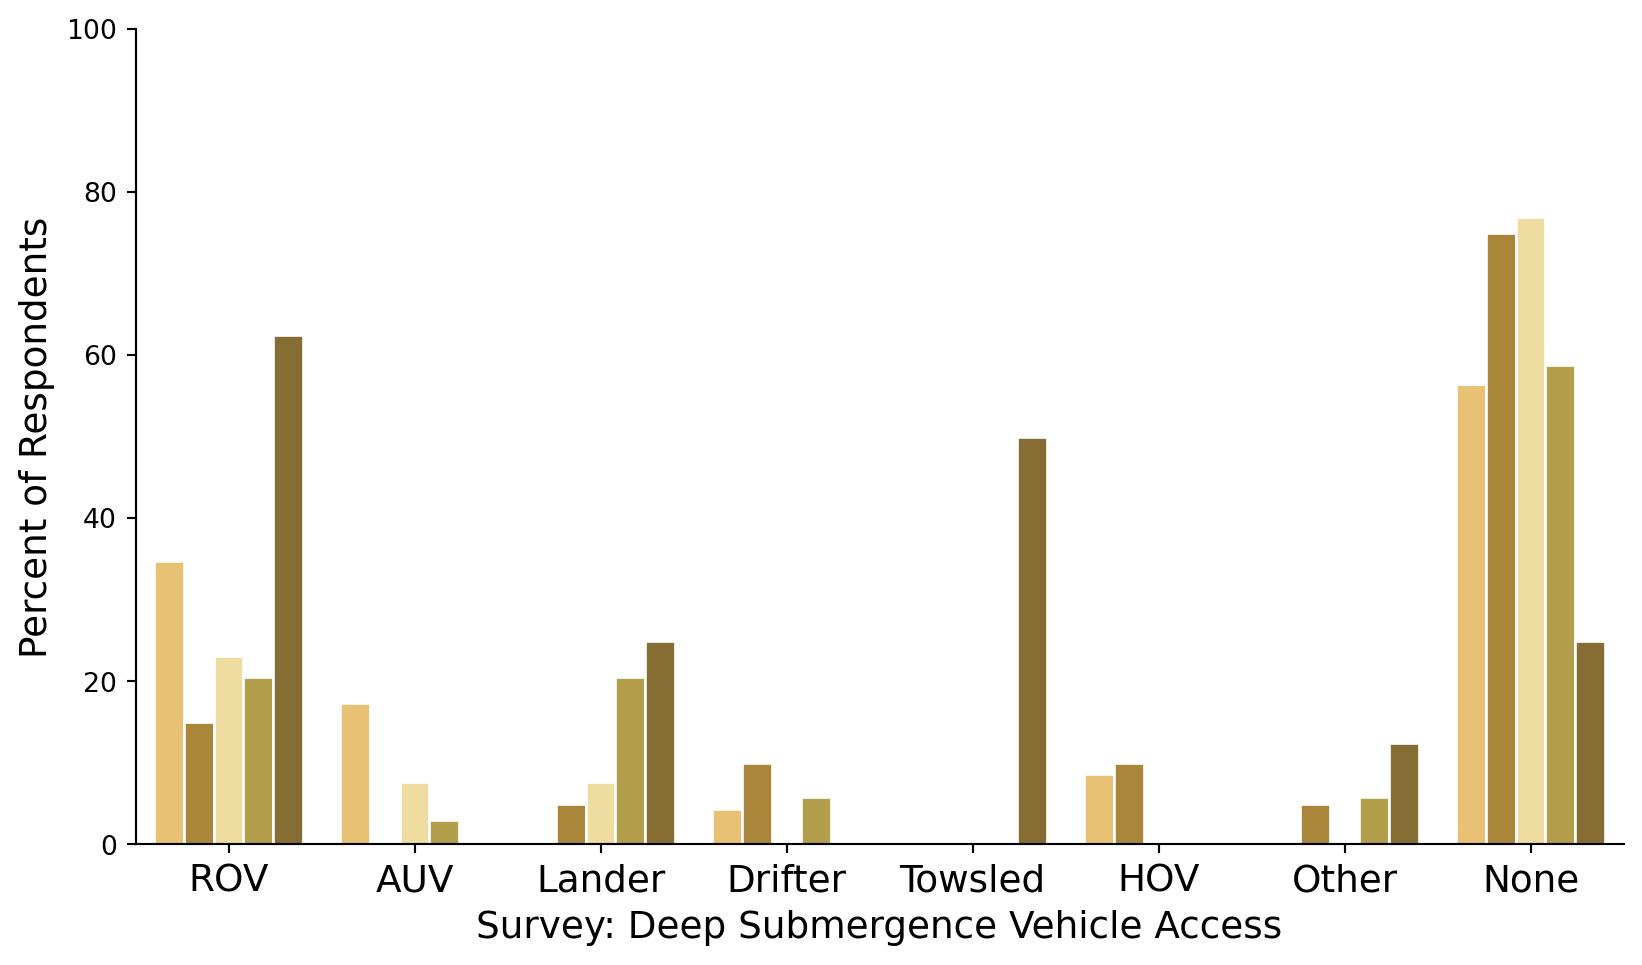 100
80
60
40
20
0
Percent of Respondents
ROV AUV Lander Drifter Towsled HOV Other None
Survey: Deep Submergence Vehicle Access